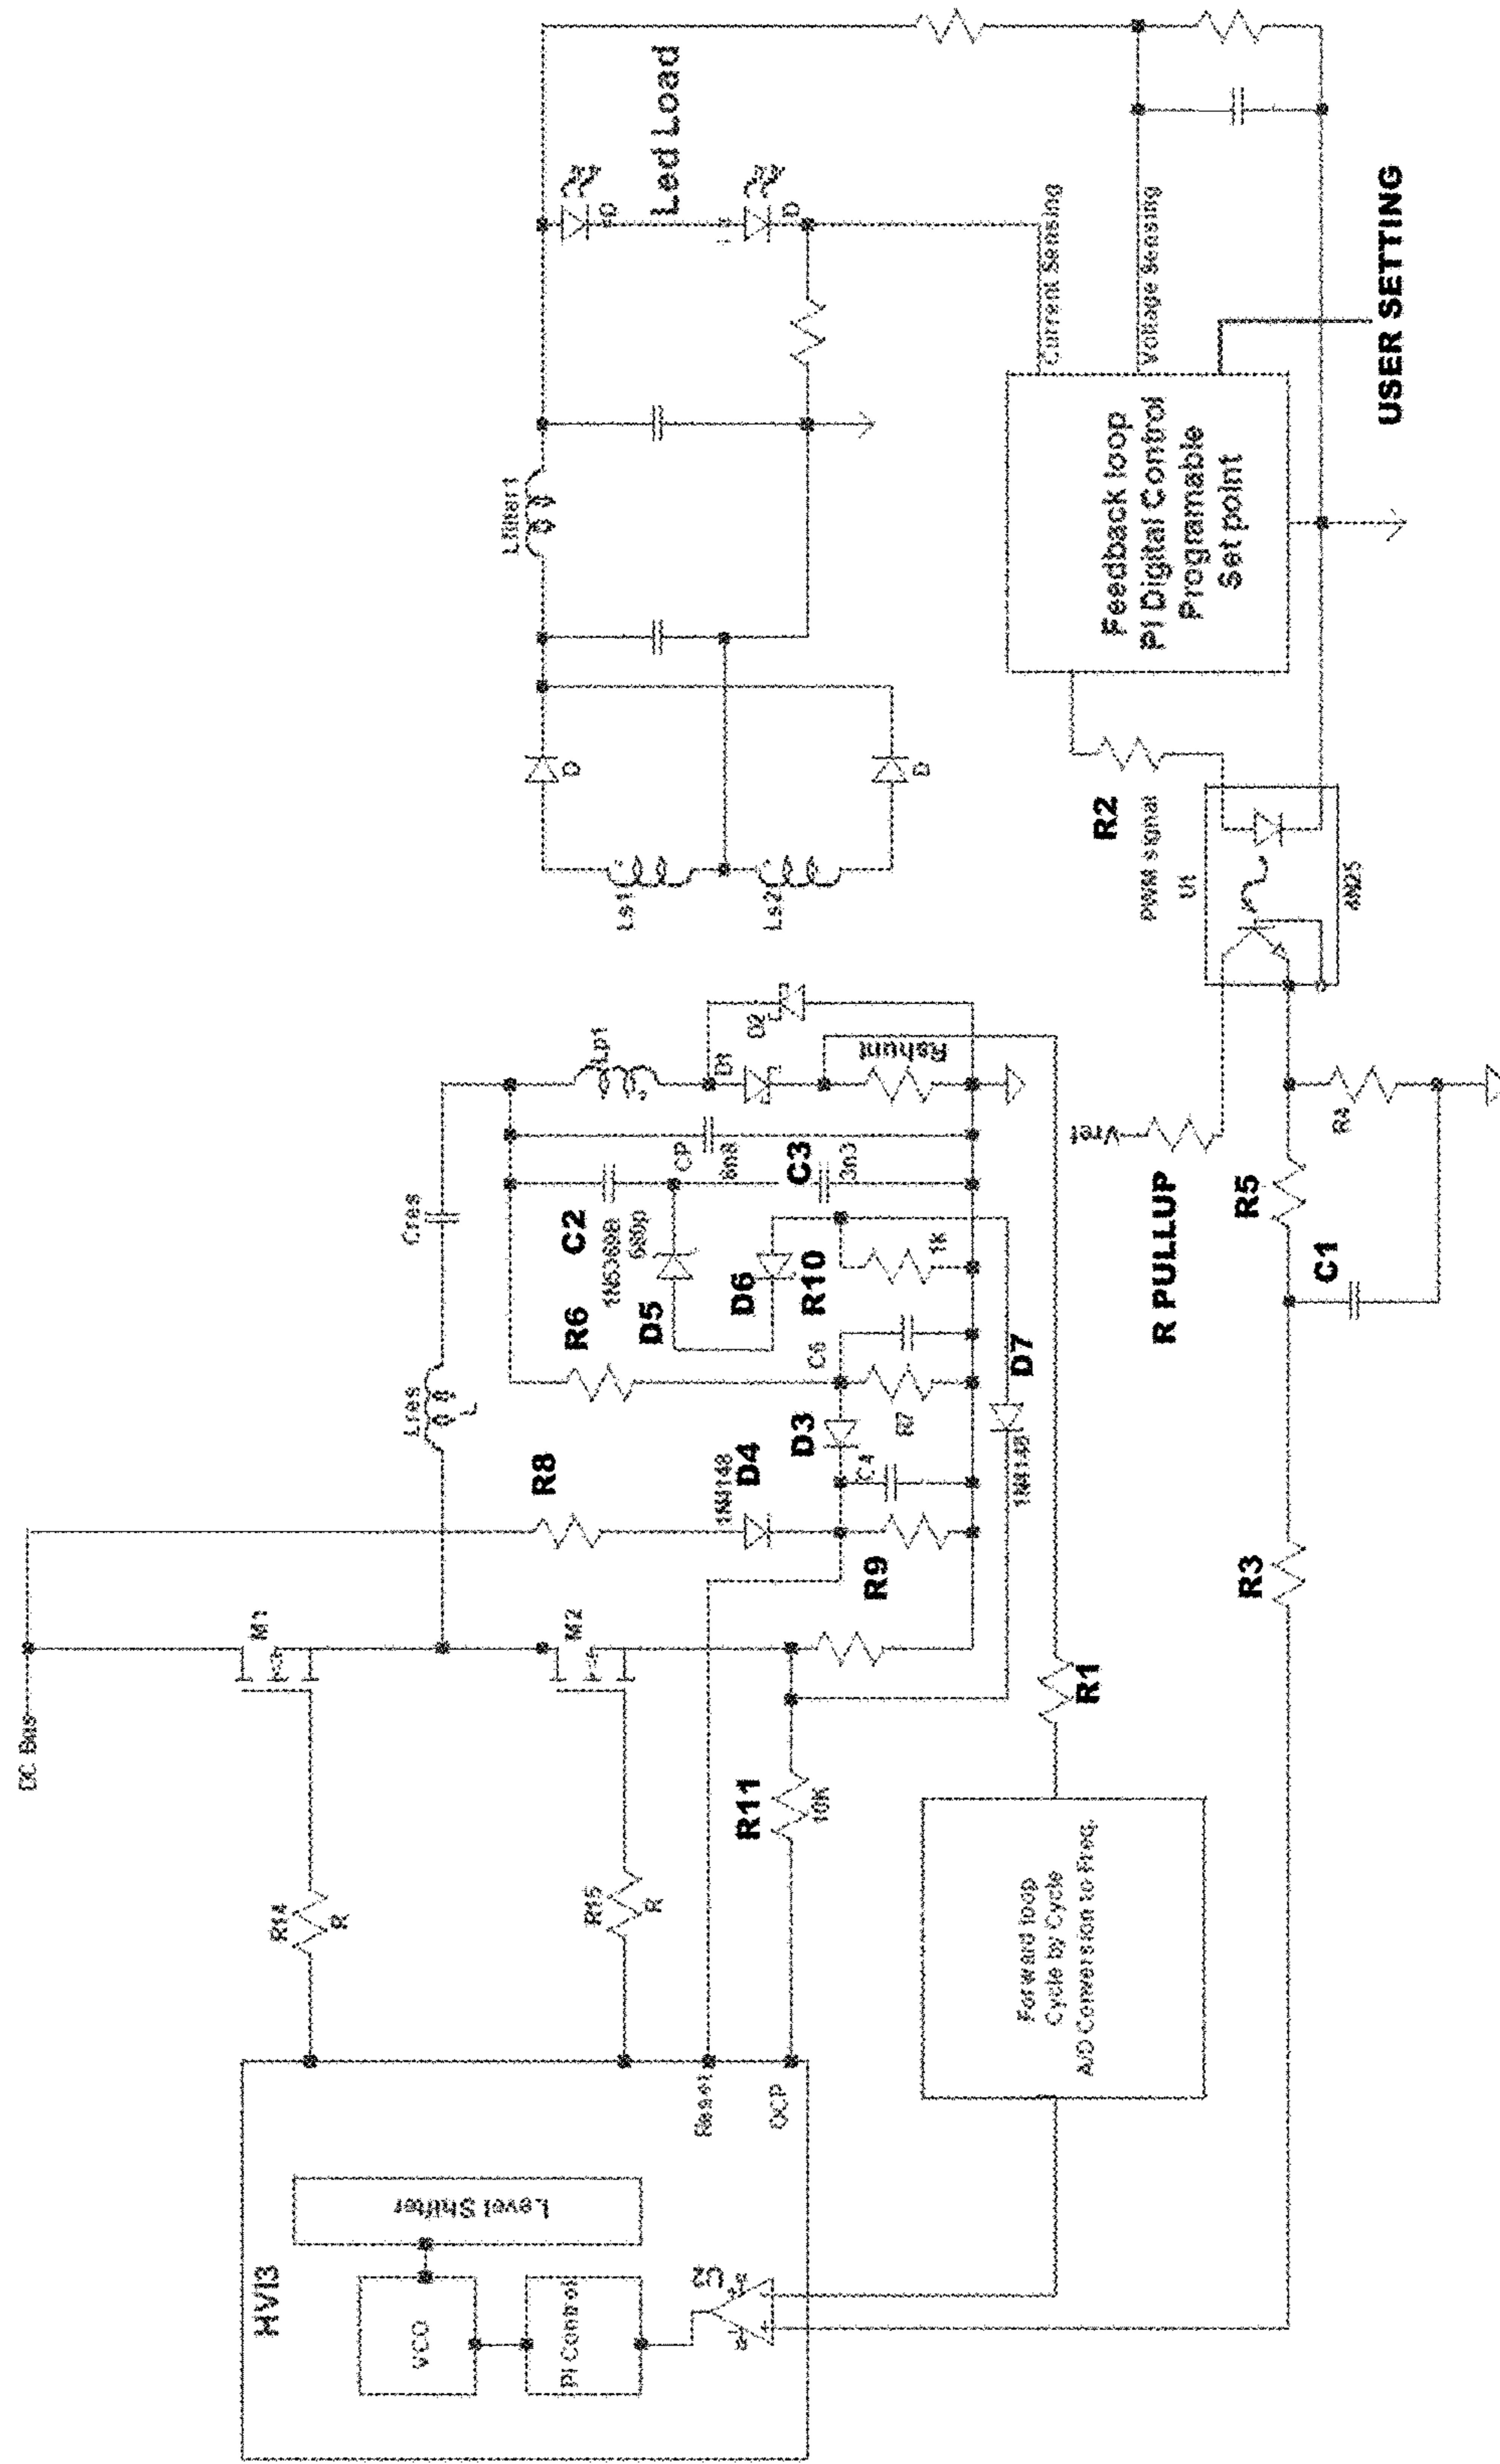 DC Bus
HVI3
VCO
PI Control
Level Shifter
U2
Reset
OCP
R14
R
R15
R
M1
M2
R11
10K
Forward loop
Cycle by Cycle
A/D Conversion to Freq.
R1
R3
R8
1N4148
D4
R9
C4
D3
R7
D7
1N4148
Lres
L
Cres
R6
C6
D5
1N5369B
D6
R10
1K
C2
680p
C3
3n3
CP
6n8
Lp1
D1
D2
Rshunt
Vref
R PULLUP
R5
R4
C1
Ls1
Ls2
D
D
Lfilter1
Led Load
D
D
R2
PWM signal
U1
4N25
Feedback loop
PI Digital Control
Programable
Set point
Current Sensing
Voltage Sensing
USER SETTING